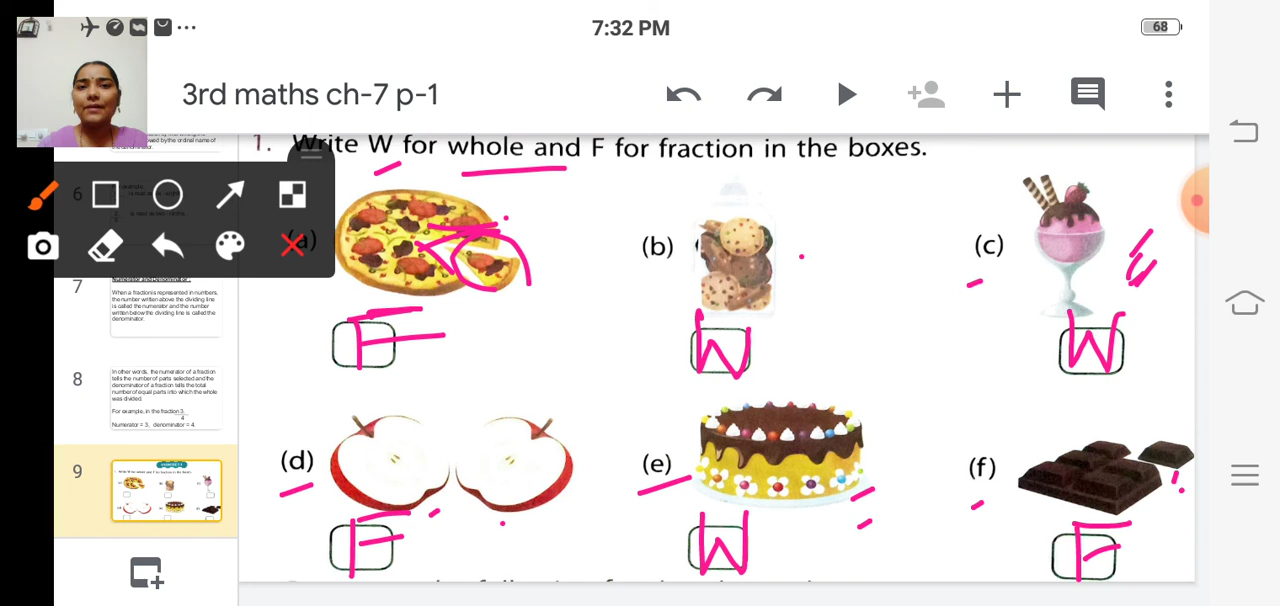 7:32 PM
68
3rd maths ch-7 p-1
1. Write W for whole and F for fraction in the boxes.
6
(a)
(b)
(c)
F
W
W
7
Numerator and Denominator :
When a fraction is represented in numbers,
the number written above the dividing line
is called the numerator and the number
written below the dividing line is called the
denominator.
8
In other words, the numerator of a fraction
tells the number of parts selected and the
denominator of a fraction tells the total
number of equal parts into which the whole
was divided.
For example, in the fraction 3
4
Numerator = 3, denominator = 4
9
(d)
(e)
(f)
F
W
F